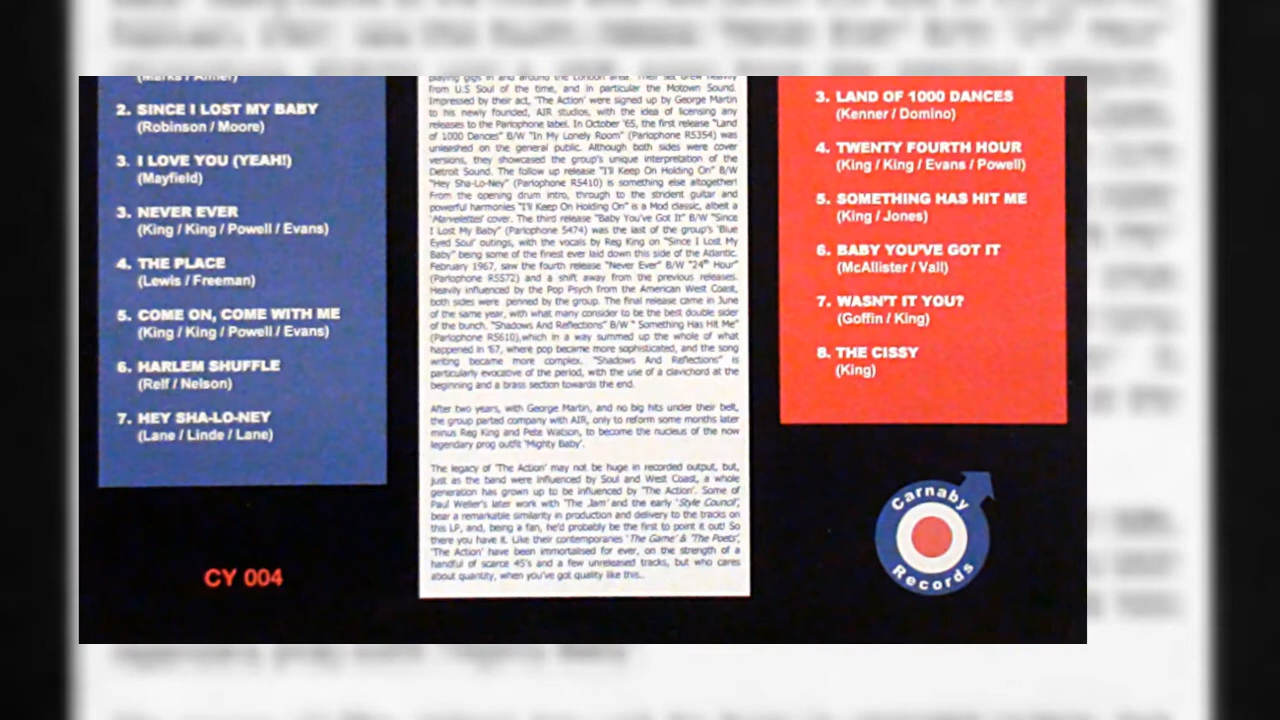 (Marks / Almer)
2. SINCE I LOST MY BABY
(Robinson / Moore)
3. I LOVE YOU (YEAH!)
(Mayfield)
3. NEVER EVER
(King / King / Powell / Evans)
4. THE PLACE
(Lewis / Freeman)
5. COME ON, COME WITH ME
(King / King / Powell / Evans)
6. HARLEM SHUFFLE
(Relf / Nelson)
7. HEY SHA-LO-NEY
(Lane / Linde / Lane)
CY 004
playing gigs in and around the London area. Their set drew heavily
from U.S Soul of the time, and in particular the Motown Sound.
Impressed by their act, 'The Action' were signed up by George Martin
to his newly founded, AIR studios, with the idea of licensing any
releases to the Parlophone label. In October '65, the first release "Land
of 1000 Dances" B/W "In My Lonely Room" (Parlophone R5354) was
unleashed on the general public. Although both sides were cover
versions, they showcased the group's unique interpretation of the
Detroit Sound. The follow up release "I'll Keep On Holding On" B/W
"Hey Sha-Lo-Ney" (Parlophone R5410) is something else altogether!
From the opening drum intro, through to the strident guitar and
powerful harmonies "I'll Keep On Holding On" is a Mod classic, albeit a
'Marvelettes' cover. The third release "Baby You've Got It" B/W "Since
I Lost My Baby" (Parlophone 5474) was the last of the group's 'Blue
Eyed Soul' outings, with the vocals by Reg King on "Since I Lost My
Baby" being some of the finest ever laid down this side of the Atlantic.
February 1967, saw the fourth release "Never Ever" B/W "24th Hour"
(Parlophone R5572) and a shift away from the previous releases.
Heavily influenced by the Pop Psych from the American West Coast,
both sides were penned by the group. The final release came in June
of the same year, with what many consider to be the best double sider
of the bunch, "Shadows And Reflections" B/W " Something Has Hit Me"
(Parlophone R5610),which in a way summed up the whole of what
happened in '67, where pop became more sophisticated, and the song
writing became more complex. "Shadows And Reflections" is
particularly evocative of the period, with the use of a clavichord at the
beginning and a brass section towards the end.
After two years, with George Martin, and no big hits under their belt,
the group parted company with AIR, only to reform some months later
minus Reg King and Pete Watson, to become the nucleus of the now
legendary prog outfit 'Mighty Baby'.
The legacy of 'The Action' may not be huge in recorded output, but,
just as the band were influenced by Soul and West Coast, a whole
generation has grown up to be influenced by 'The Action'. Some of
Paul Weller's later work with 'The Jam' and the early 'Style Council',
bear a remarkable similarity in production and delivery to the tracks on
this LP, and, being a fan, he'd probably be the first to point it out! So
there you have it. Like their contemporaries 'The Game' & 'The Poets',
'The Action' have been immortalised for ever, on the strength of a
handful of scarce 45's and a few unreleased tracks, but who cares
about quantity, when you've got quality like this..
3. LAND OF 1000 DANCES
(Kenner / Domino)
4. TWENTY FOURTH HOUR
(King / King / Evans / Powell)
5. SOMETHING HAS HIT ME
(King / Jones)
6. BABY YOU'VE GOT IT
(McAllister / Vail)
7. WASN'T IT YOU?
(Goffin / King)
8. THE CISSY
(King)
Carnaby
Records